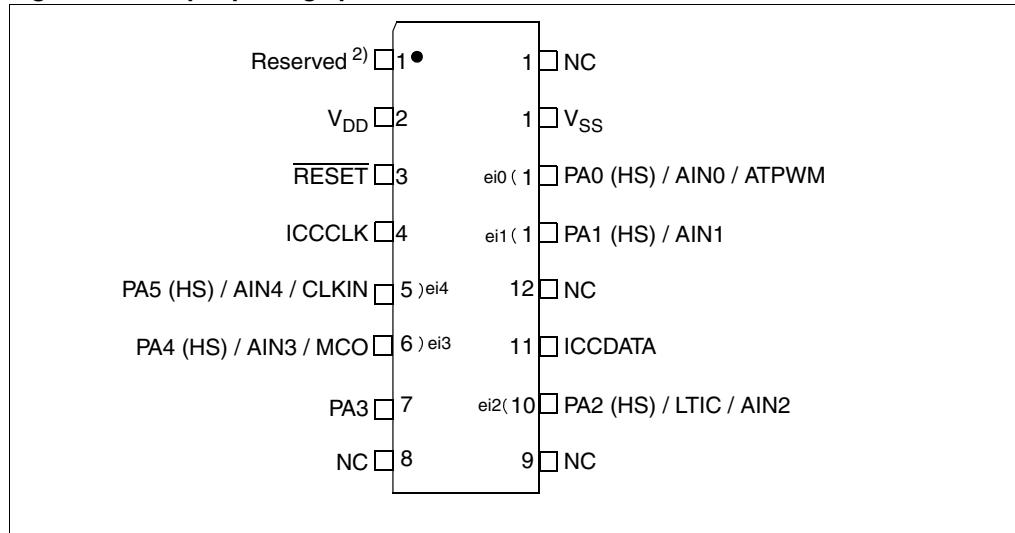 Reserved 2) 1 1 NC
VDD 2 1 VSS
RESET 3 ei0 ( 1 PA0 (HS) / AIN0 / ATPWM
ICCCLK 4 ei1 ( 1 PA1 (HS) / AIN1
PA5 (HS) / AIN4 / CLKIN 5 ) ei4 12 NC
PA4 (HS) / AIN3 / MCO 6 ) ei3 11 ICCDATA
PA3 7 ei2 ( 10 PA2 (HS) / LTIC / AIN2
NC 8 9 NC